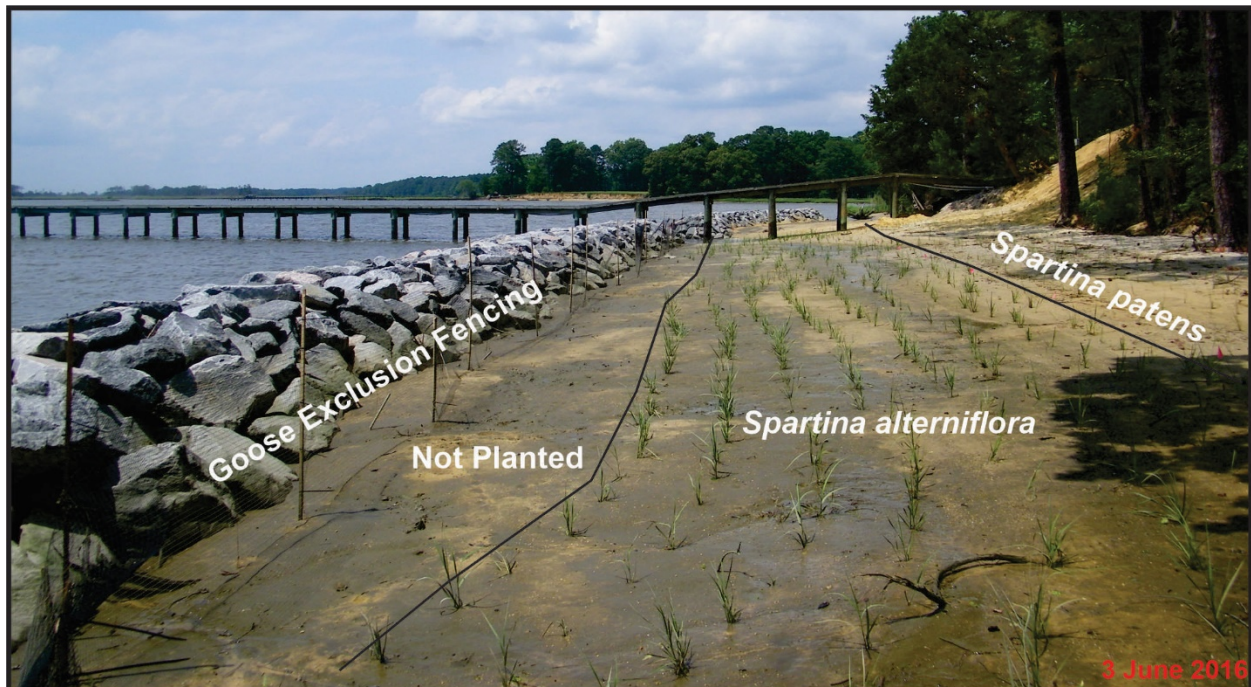 Spartina patens
Goose Exclusion Fencing
Spartina alterniflora
Not Planted
3 June 2016